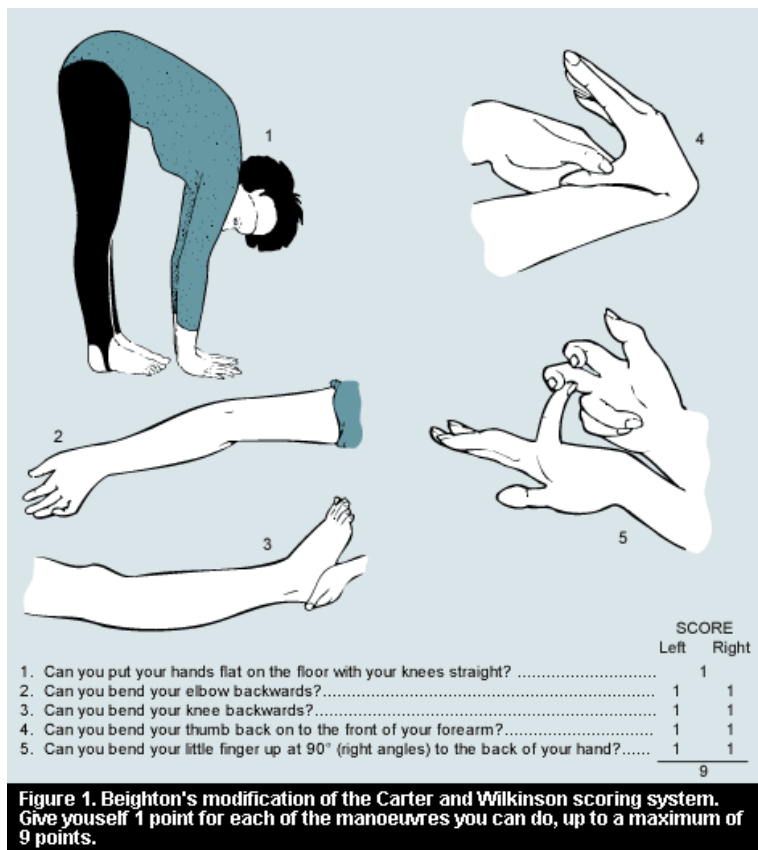 1
4
2
3
5
SCORE
Left Right
1. Can you put your hands flat on the floor with your knees straight? ............................ 1
2. Can you bend your elbow backwards?.................................................................... 1 1
3. Can you bend your knee backwards?..................................................................... 1 1
4. Can you bend your thumb back on to the front of your forearm?............................... 1 1
5. Can you bend your little finger up at 90° (right angles) to the back of your hand?...... 1 1
9
Figure 1. Beighton's modification of the Carter and Wilkinson scoring system.
Give youself 1 point for each of the manoeuvres you can do, up to a maximum of
9 points.